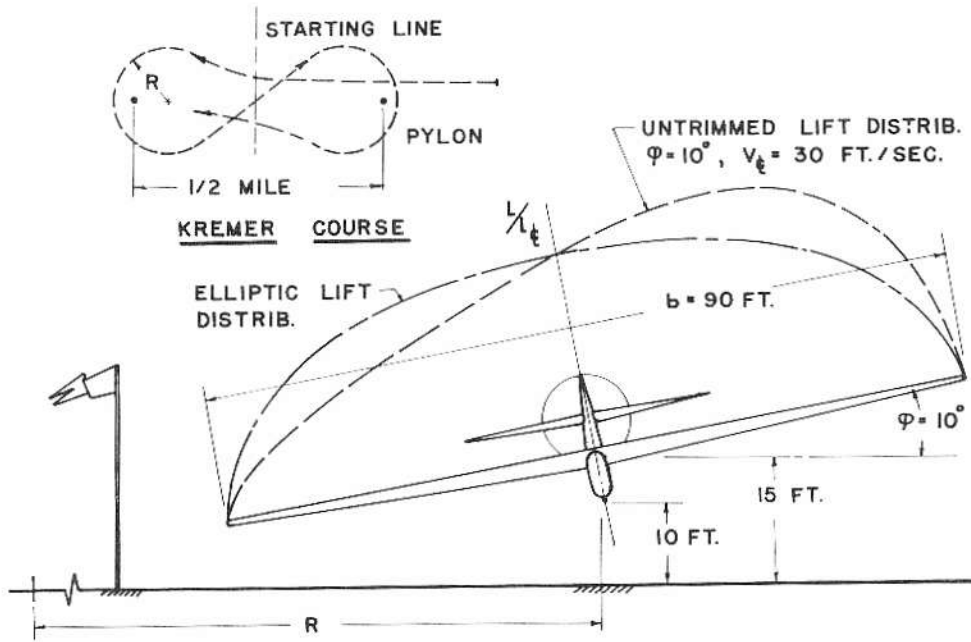 STARTING LINE
R
PYLON
1/2 MILE
KREMER COURSE
UNTRIMMED LIFT DISTRIB.
φ=10°, V℄ = 30 FT./SEC.
L/L℄
ELLIPTIC LIFT
DISTRIB.
b = 90 FT.
φ=10°
15 FT.
10 FT.
R